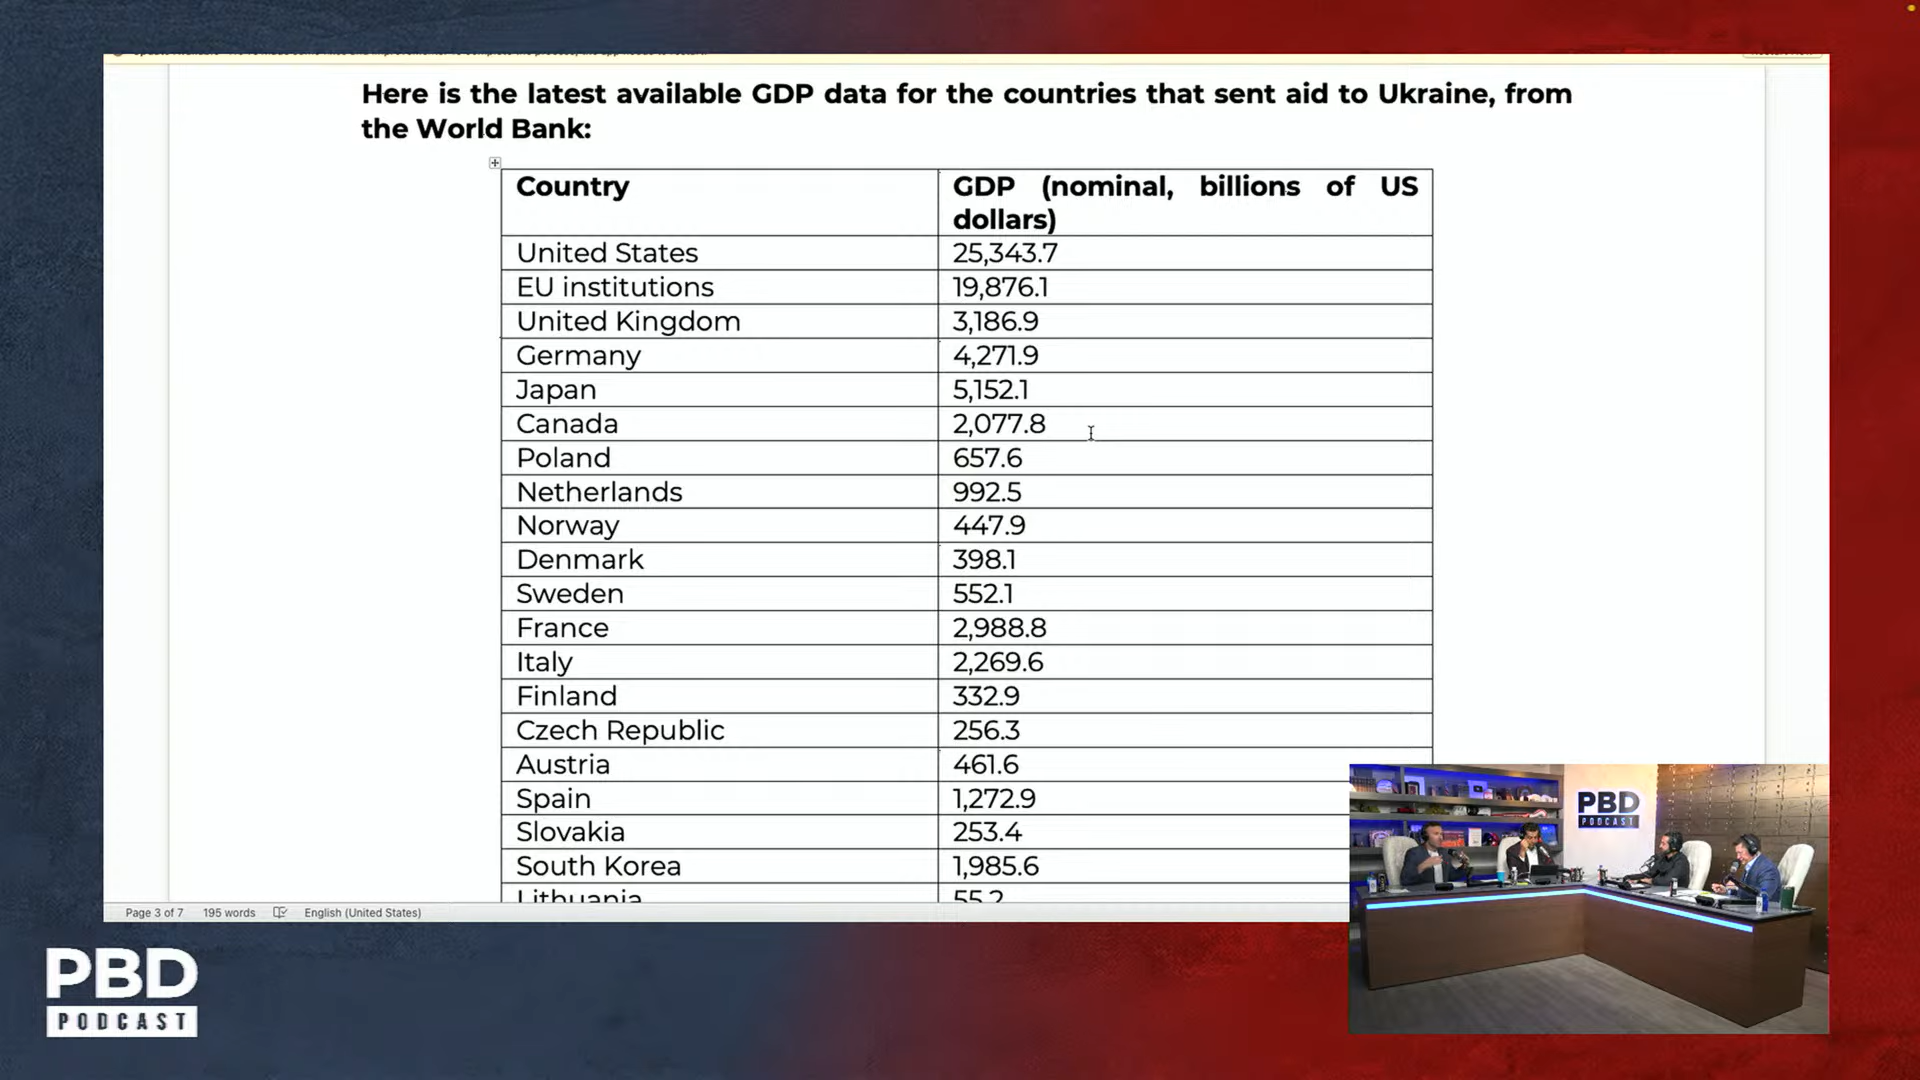 Here is the latest available GDP data for the countries that sent aid to Ukraine, from
the World Bank:
Country
GDP (nominal, billions of US
dollars)
United States 25,343.7
EU institutions 19,876.1
United Kingdom 3,186.9
Germany 4,271.9
Japan 5,152.1
Canada 2,077.8
Poland 657.6
Netherlands 992.5
Norway 447.9
Denmark 398.1
Sweden 552.1
France 2,988.8
Italy 2,269.6
Finland 332.9
Czech Republic 256.3
Austria 461.6
Spain 1,272.9
Slovakia 253.4
South Korea 1,985.6
Lithuania 55.2
Page 3 of 7 195 words English (United States)
PBD
PODCAST
PBD
PODCAST